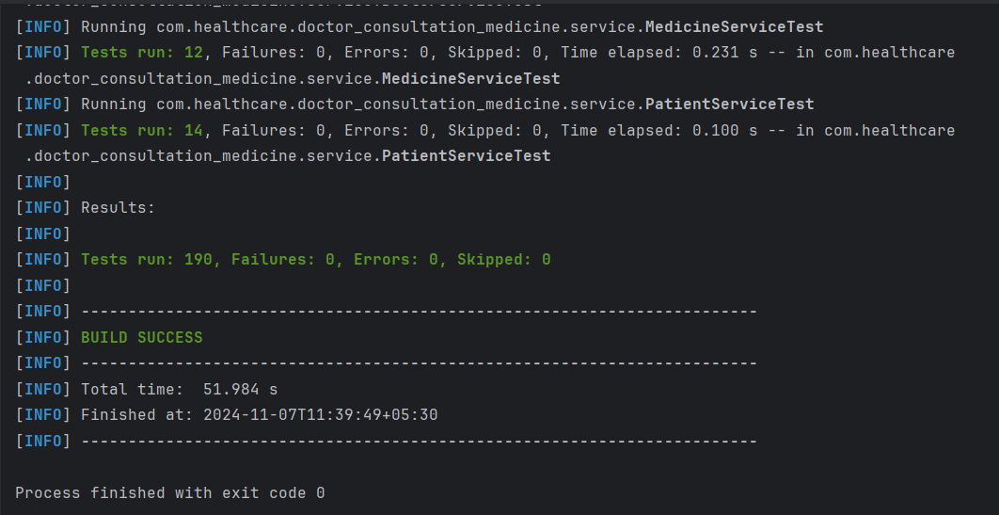 [INFO] Running com.healthcare.doctor_consultation_medicine.service.MedicineServiceTest
[INFO] Tests run: 12, Failures: 0, Errors: 0, Skipped: 0, Time elapsed: 0.231 s -- in com.healthcare
.doctor_consultation_medicine.service.MedicineServiceTest
[INFO] Running com.healthcare.doctor_consultation_medicine.service.PatientServiceTest
[INFO] Tests run: 14, Failures: 0, Errors: 0, Skipped: 0, Time elapsed: 0.100 s -- in com.healthcare
.doctor_consultation_medicine.service.PatientServiceTest
[INFO]
[INFO] Results:
[INFO]
[INFO] Tests run: 190, Failures: 0, Errors: 0, Skipped: 0
[INFO]
[INFO] ------------------------------------------------------------------------
[INFO] BUILD SUCCESS
[INFO] ------------------------------------------------------------------------
[INFO] Total time:  51.984 s
[INFO] Finished at: 2024-11-07T11:39:49+05:30
[INFO] ------------------------------------------------------------------------
Process finished with exit code 0